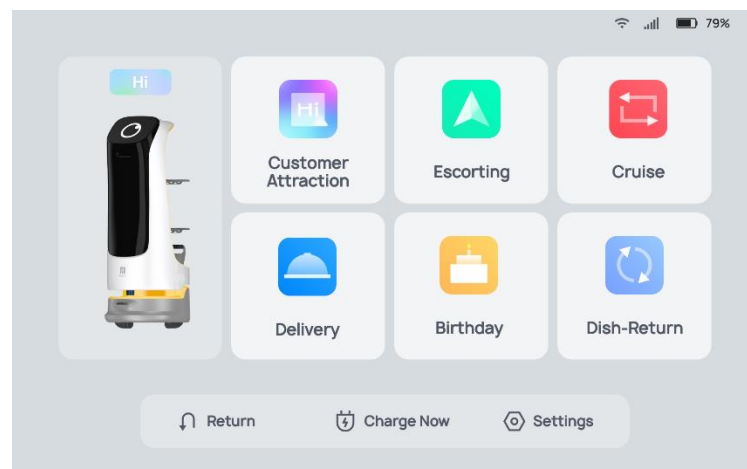 79%
Hi
Hi
Customer
Attraction
Escorting
Cruise
Delivery
Birthday
Dish-Return
Return
Charge Now
Settings